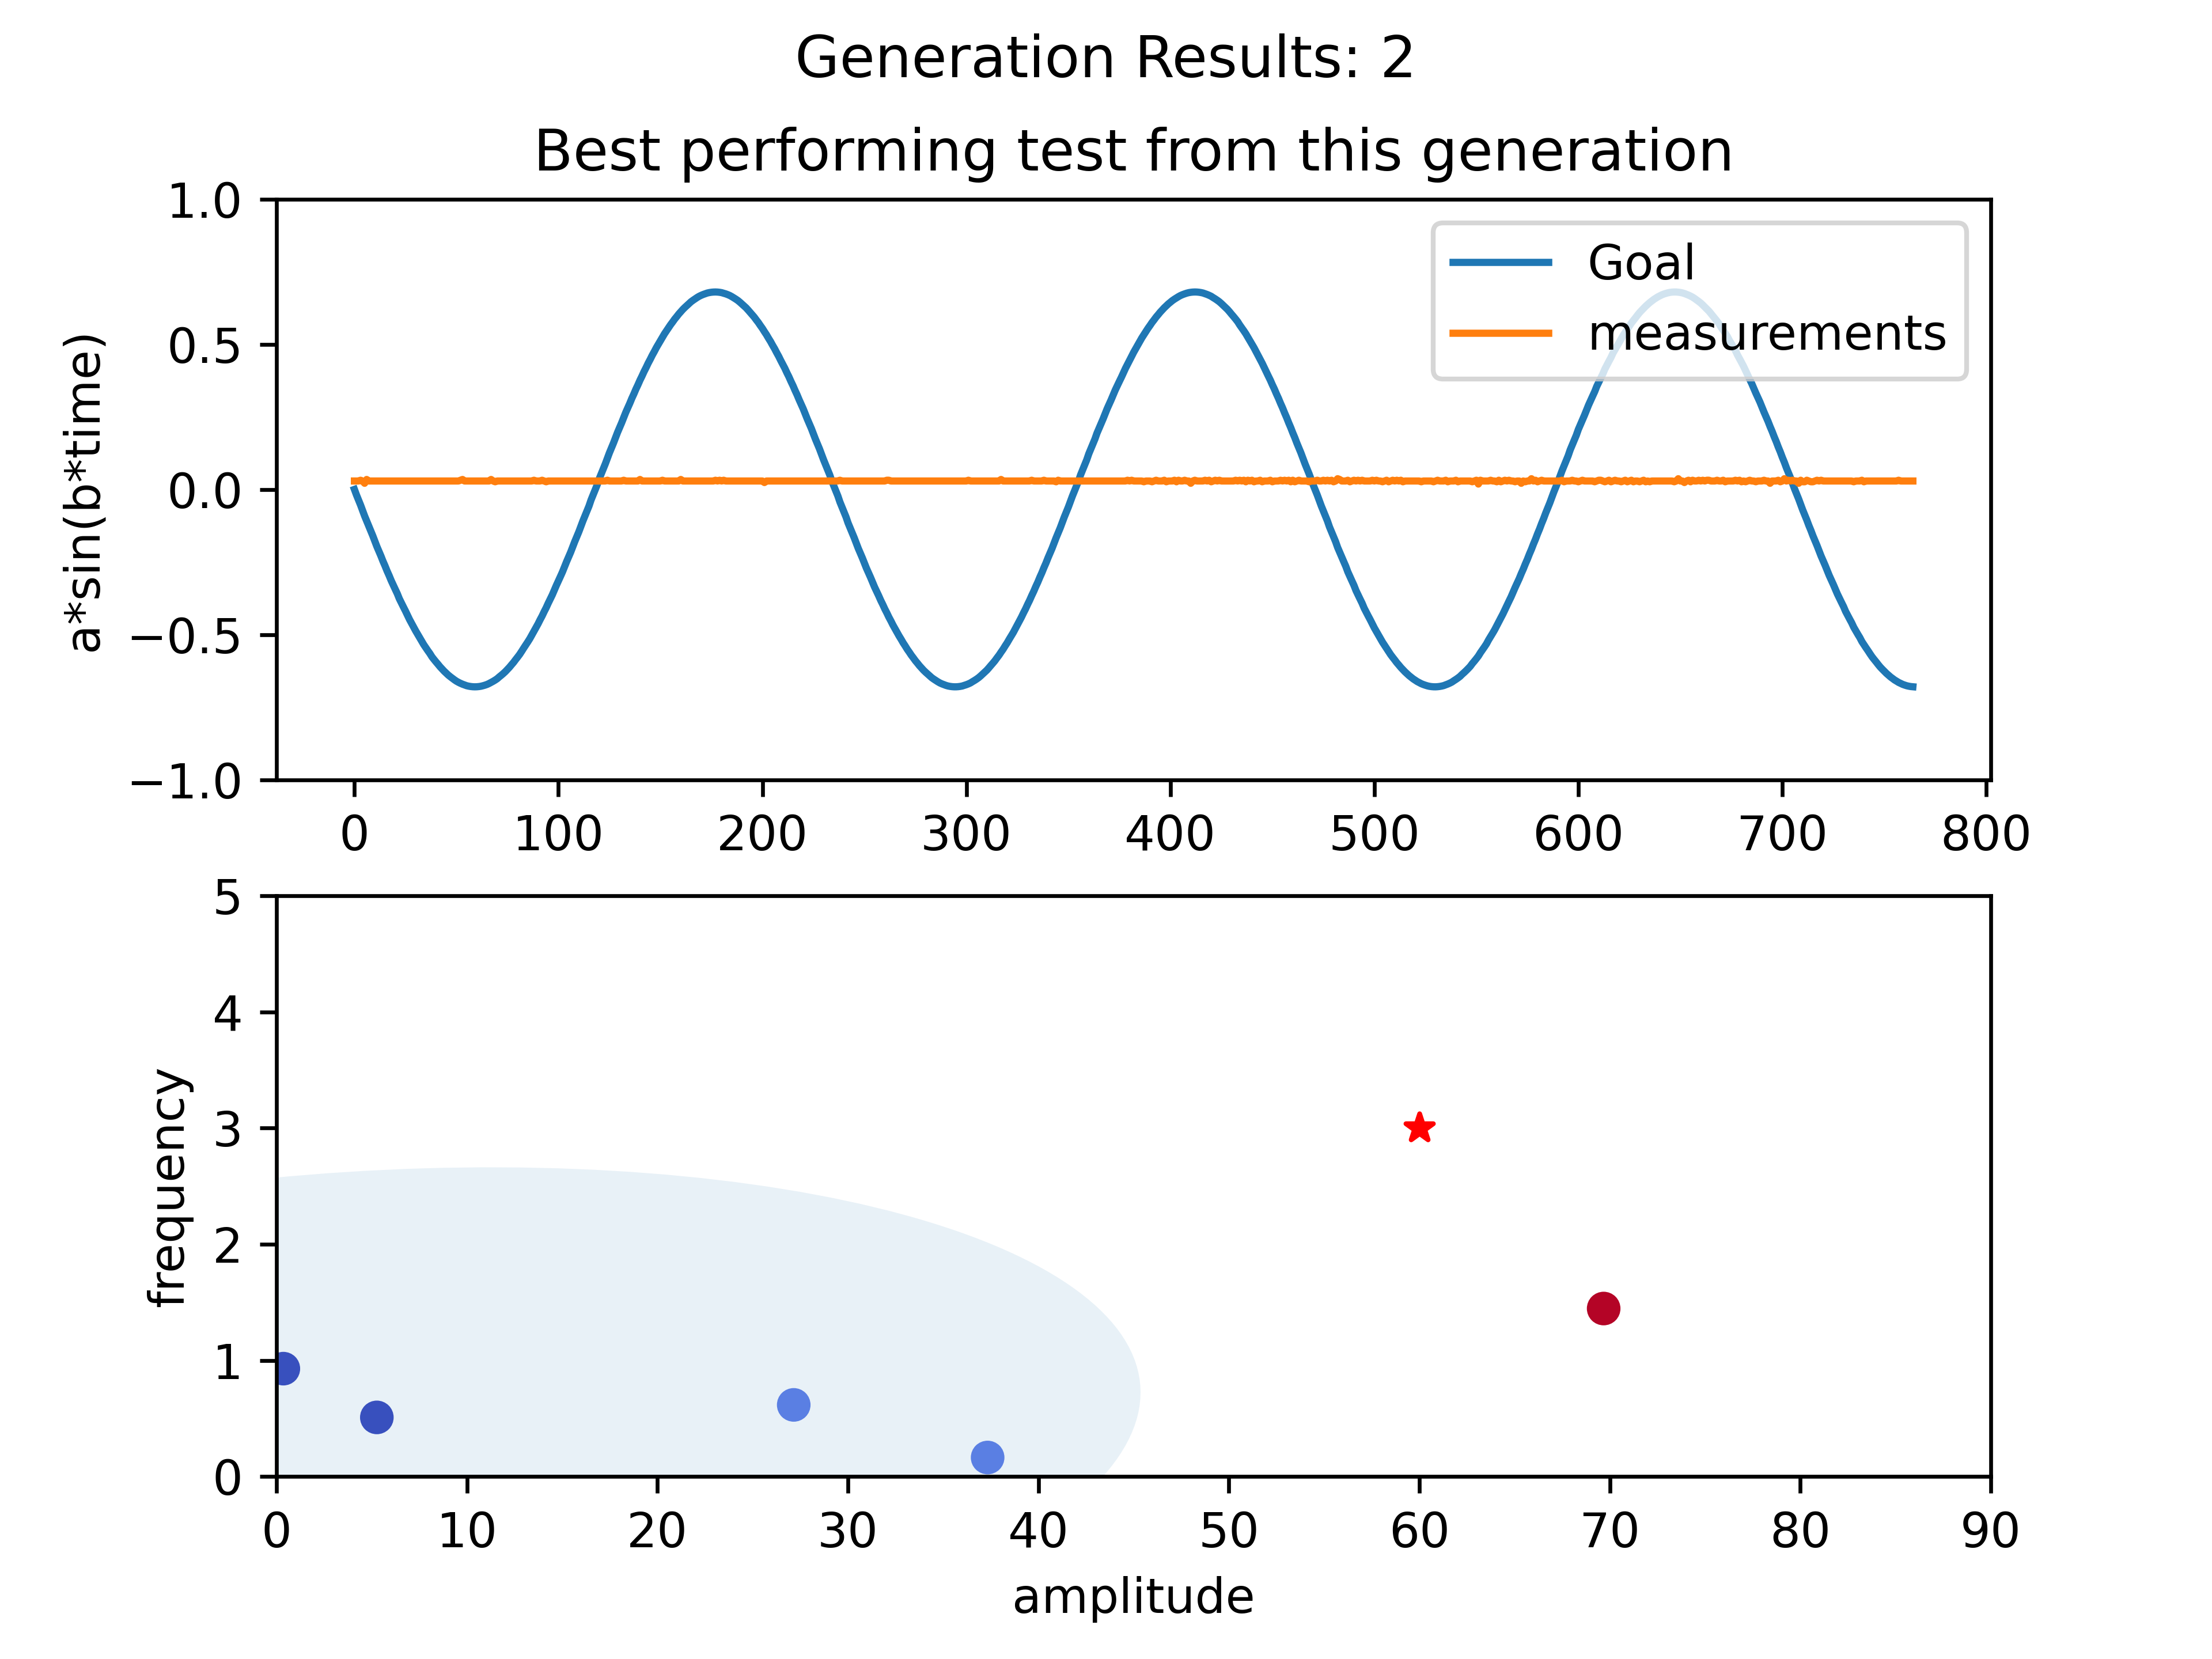 Generation Results: 2
Best performing test from this generation
1.0
0.5
0.0
−0.5
−1.0
a*sin(b*time)
Goal
measurements
0 100 200 300 400 500 600 700 800
5
4
3
2
1
0
frequency
0 10 20 30 40 50 60 70 80 90
amplitude